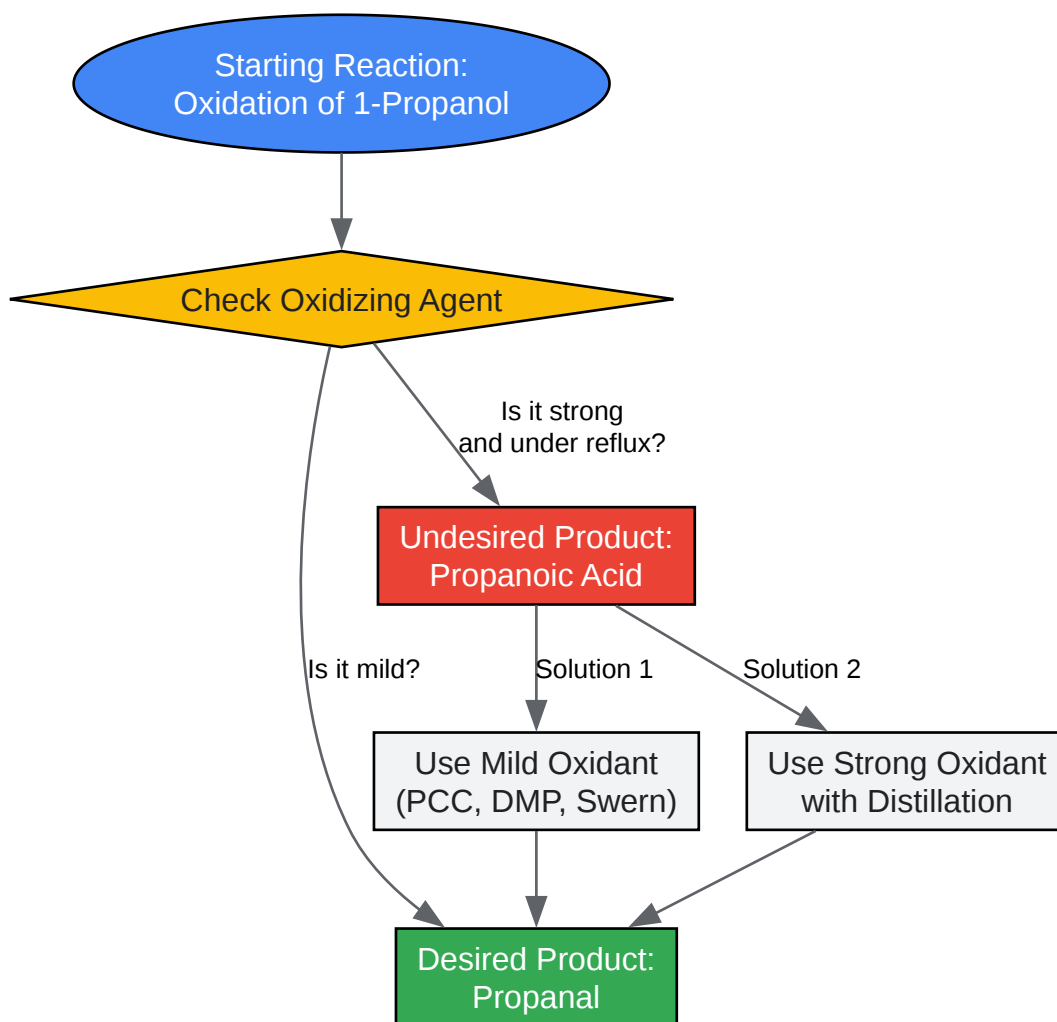 Starting Reaction:
Oxidation of 1-Propanol
Check Oxidizing Agent
Is it strong
and under reflux?
Undesired Product:
Propanoic Acid
Is it mild?
Solution 1
Solution 2
Use Mild Oxidant
(PCC, DMP, Swern)
Use Strong Oxidant
with Distillation
Desired Product:
Propanal